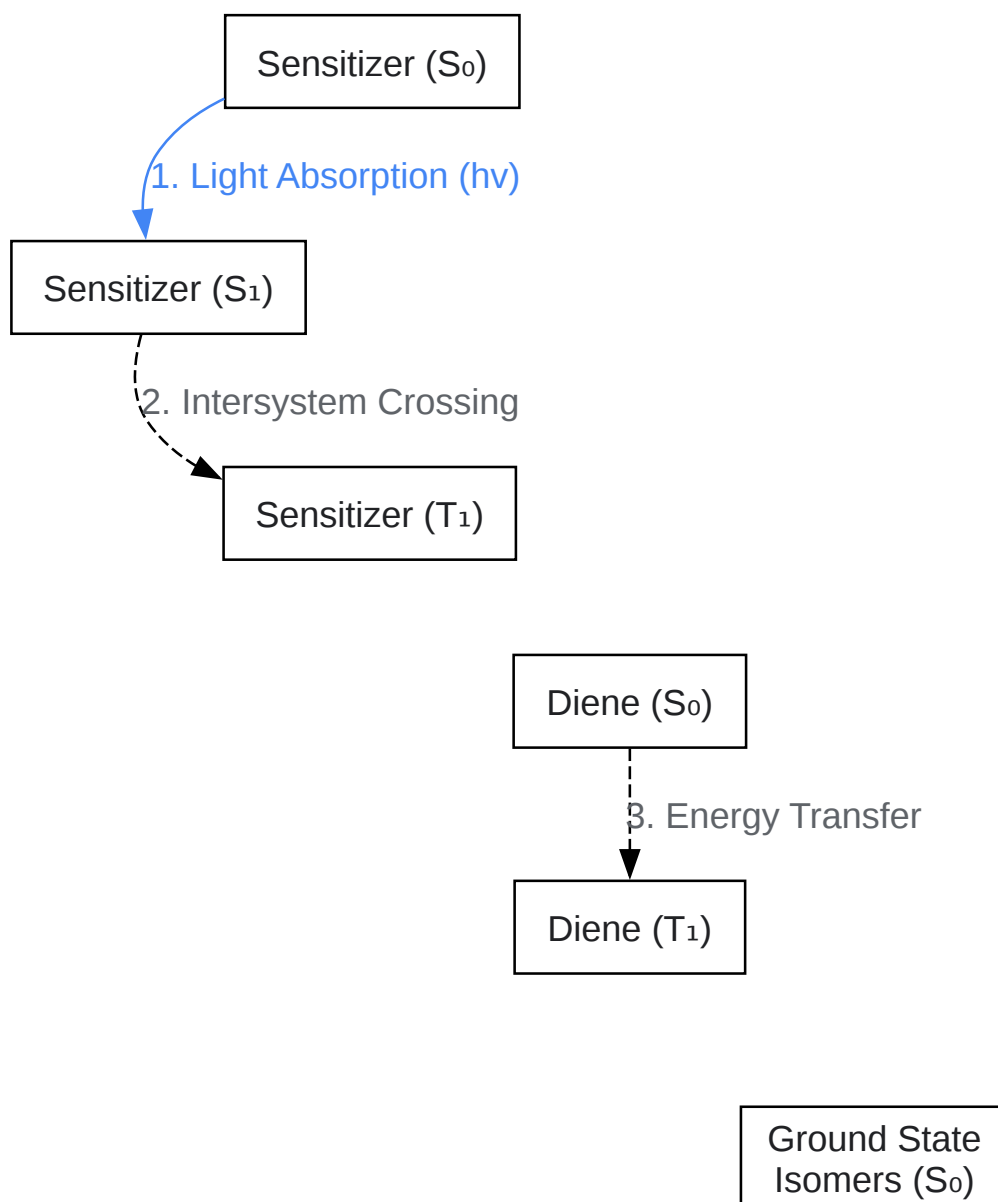 Sensitizer (S₀)
1. Light Absorption (hv)
Sensitizer (S₁)
2. Intersystem Crossing
Sensitizer (T₁)
Diene (S₀)
3. Energy Transfer
Diene (T₁)
Ground State
Isomers (S₀)